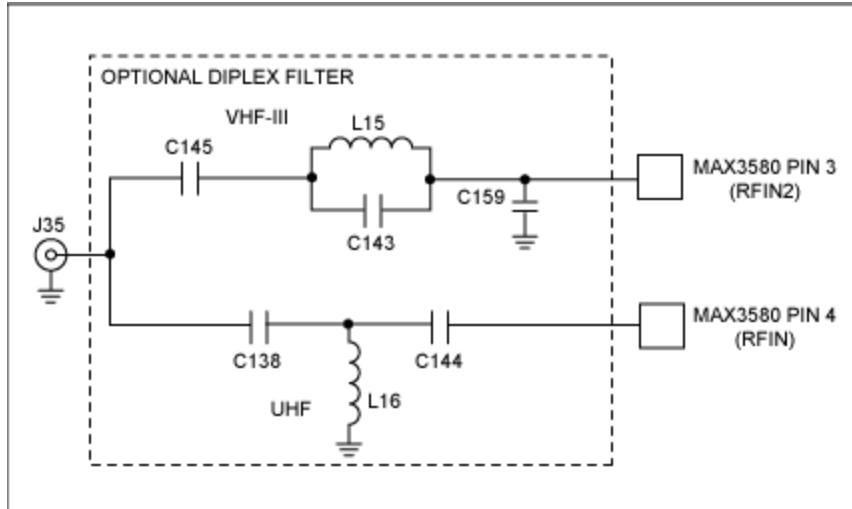 OPTIONAL DIPLEX FILTER
VHF-III
L15
C145
C143
C159
MAX3580 PIN 3
(RFIN2)
J35
C138
C144
L16
UHF
MAX3580 PIN 4
(RFIN)